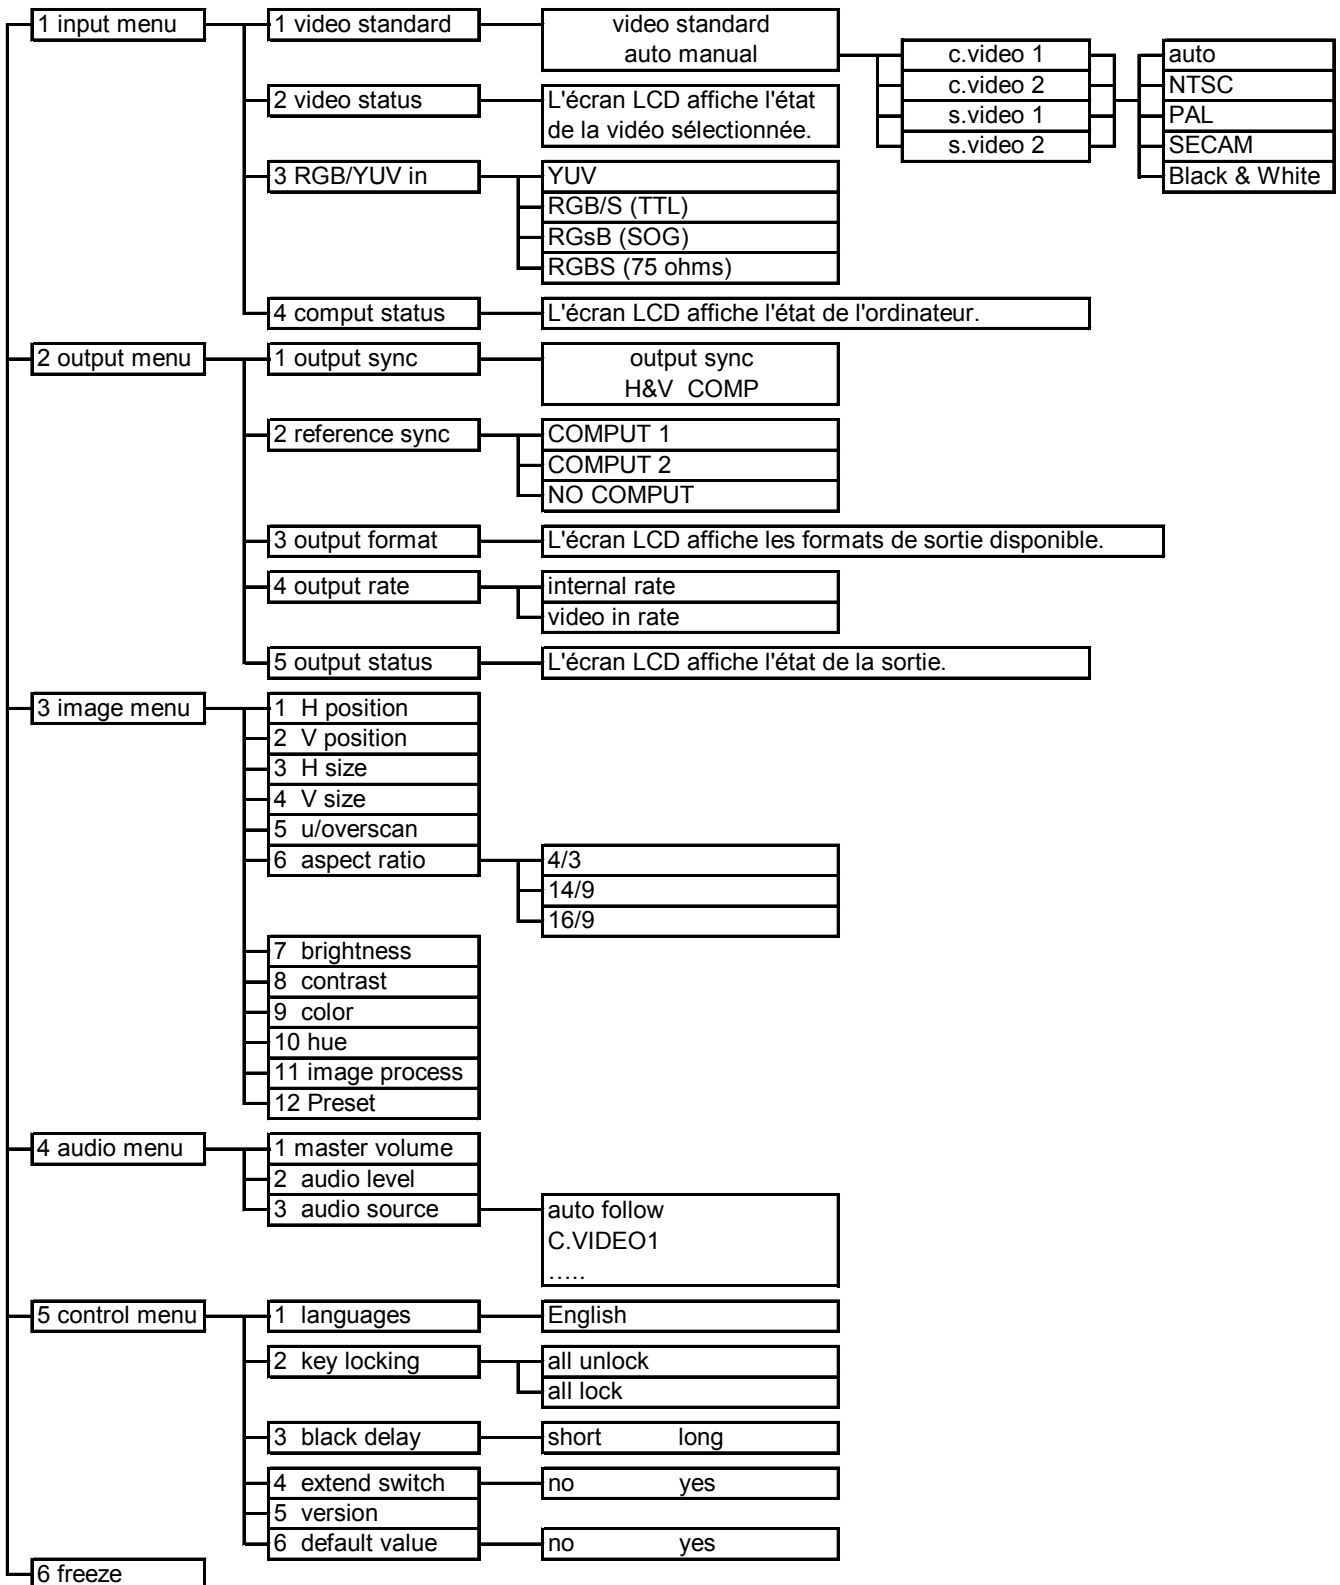 1 input menu
1 video standard
video standard
auto manual
c.video 1
c.video 2
s.video 1
s.video 2
auto
NTSC
PAL
SECAM
Black & White
2 video status
L'écran LCD affiche l'état
de la vidéo sélectionnée.
3 RGB/YUV in
YUV
RGB/S (TTL)
RGsB (SOG)
RGBS (75 ohms)
4 comput status
L'écran LCD affiche l'état de l'ordinateur.
2 output menu
1 output sync
output sync
H&V COMP
2 reference sync
COMPUT 1
COMPUT 2
NO COMPUT
3 output format
L'écran LCD affiche les formats de sortie disponible.
4 output rate
internal rate
video in rate
5 output status
L'écran LCD affiche l'état de la sortie.
3 image menu
1 H position
2 V position
3 H size
4 V size
5 u/overscan
6 aspect ratio
4/3
14/9
16/9
7 brightness
8 contrast
9 color
10 hue
11 image process
12 Preset
4 audio menu
1 master volume
2 audio level
3 audio source
auto follow
C.VIDEO1
.....
5 control menu
1 languages
English
2 key locking
all unlock
all lock
3 black delay
short long
4 extend switch
no yes
5 version
6 default value
no yes
6 freeze